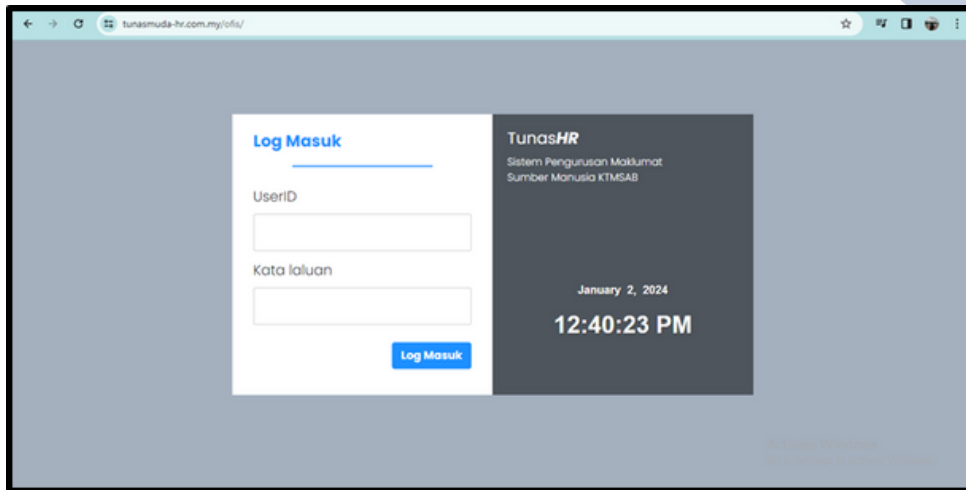 tunasmuda-hr.com.my/ofis/
Log Masuk
UserID
Kata laluan
Log Masuk
TunasHR
Sistem Pengurusan Maklumat
Sumber Manusia KTMSAB
January 2, 2024
12:40:23 PM